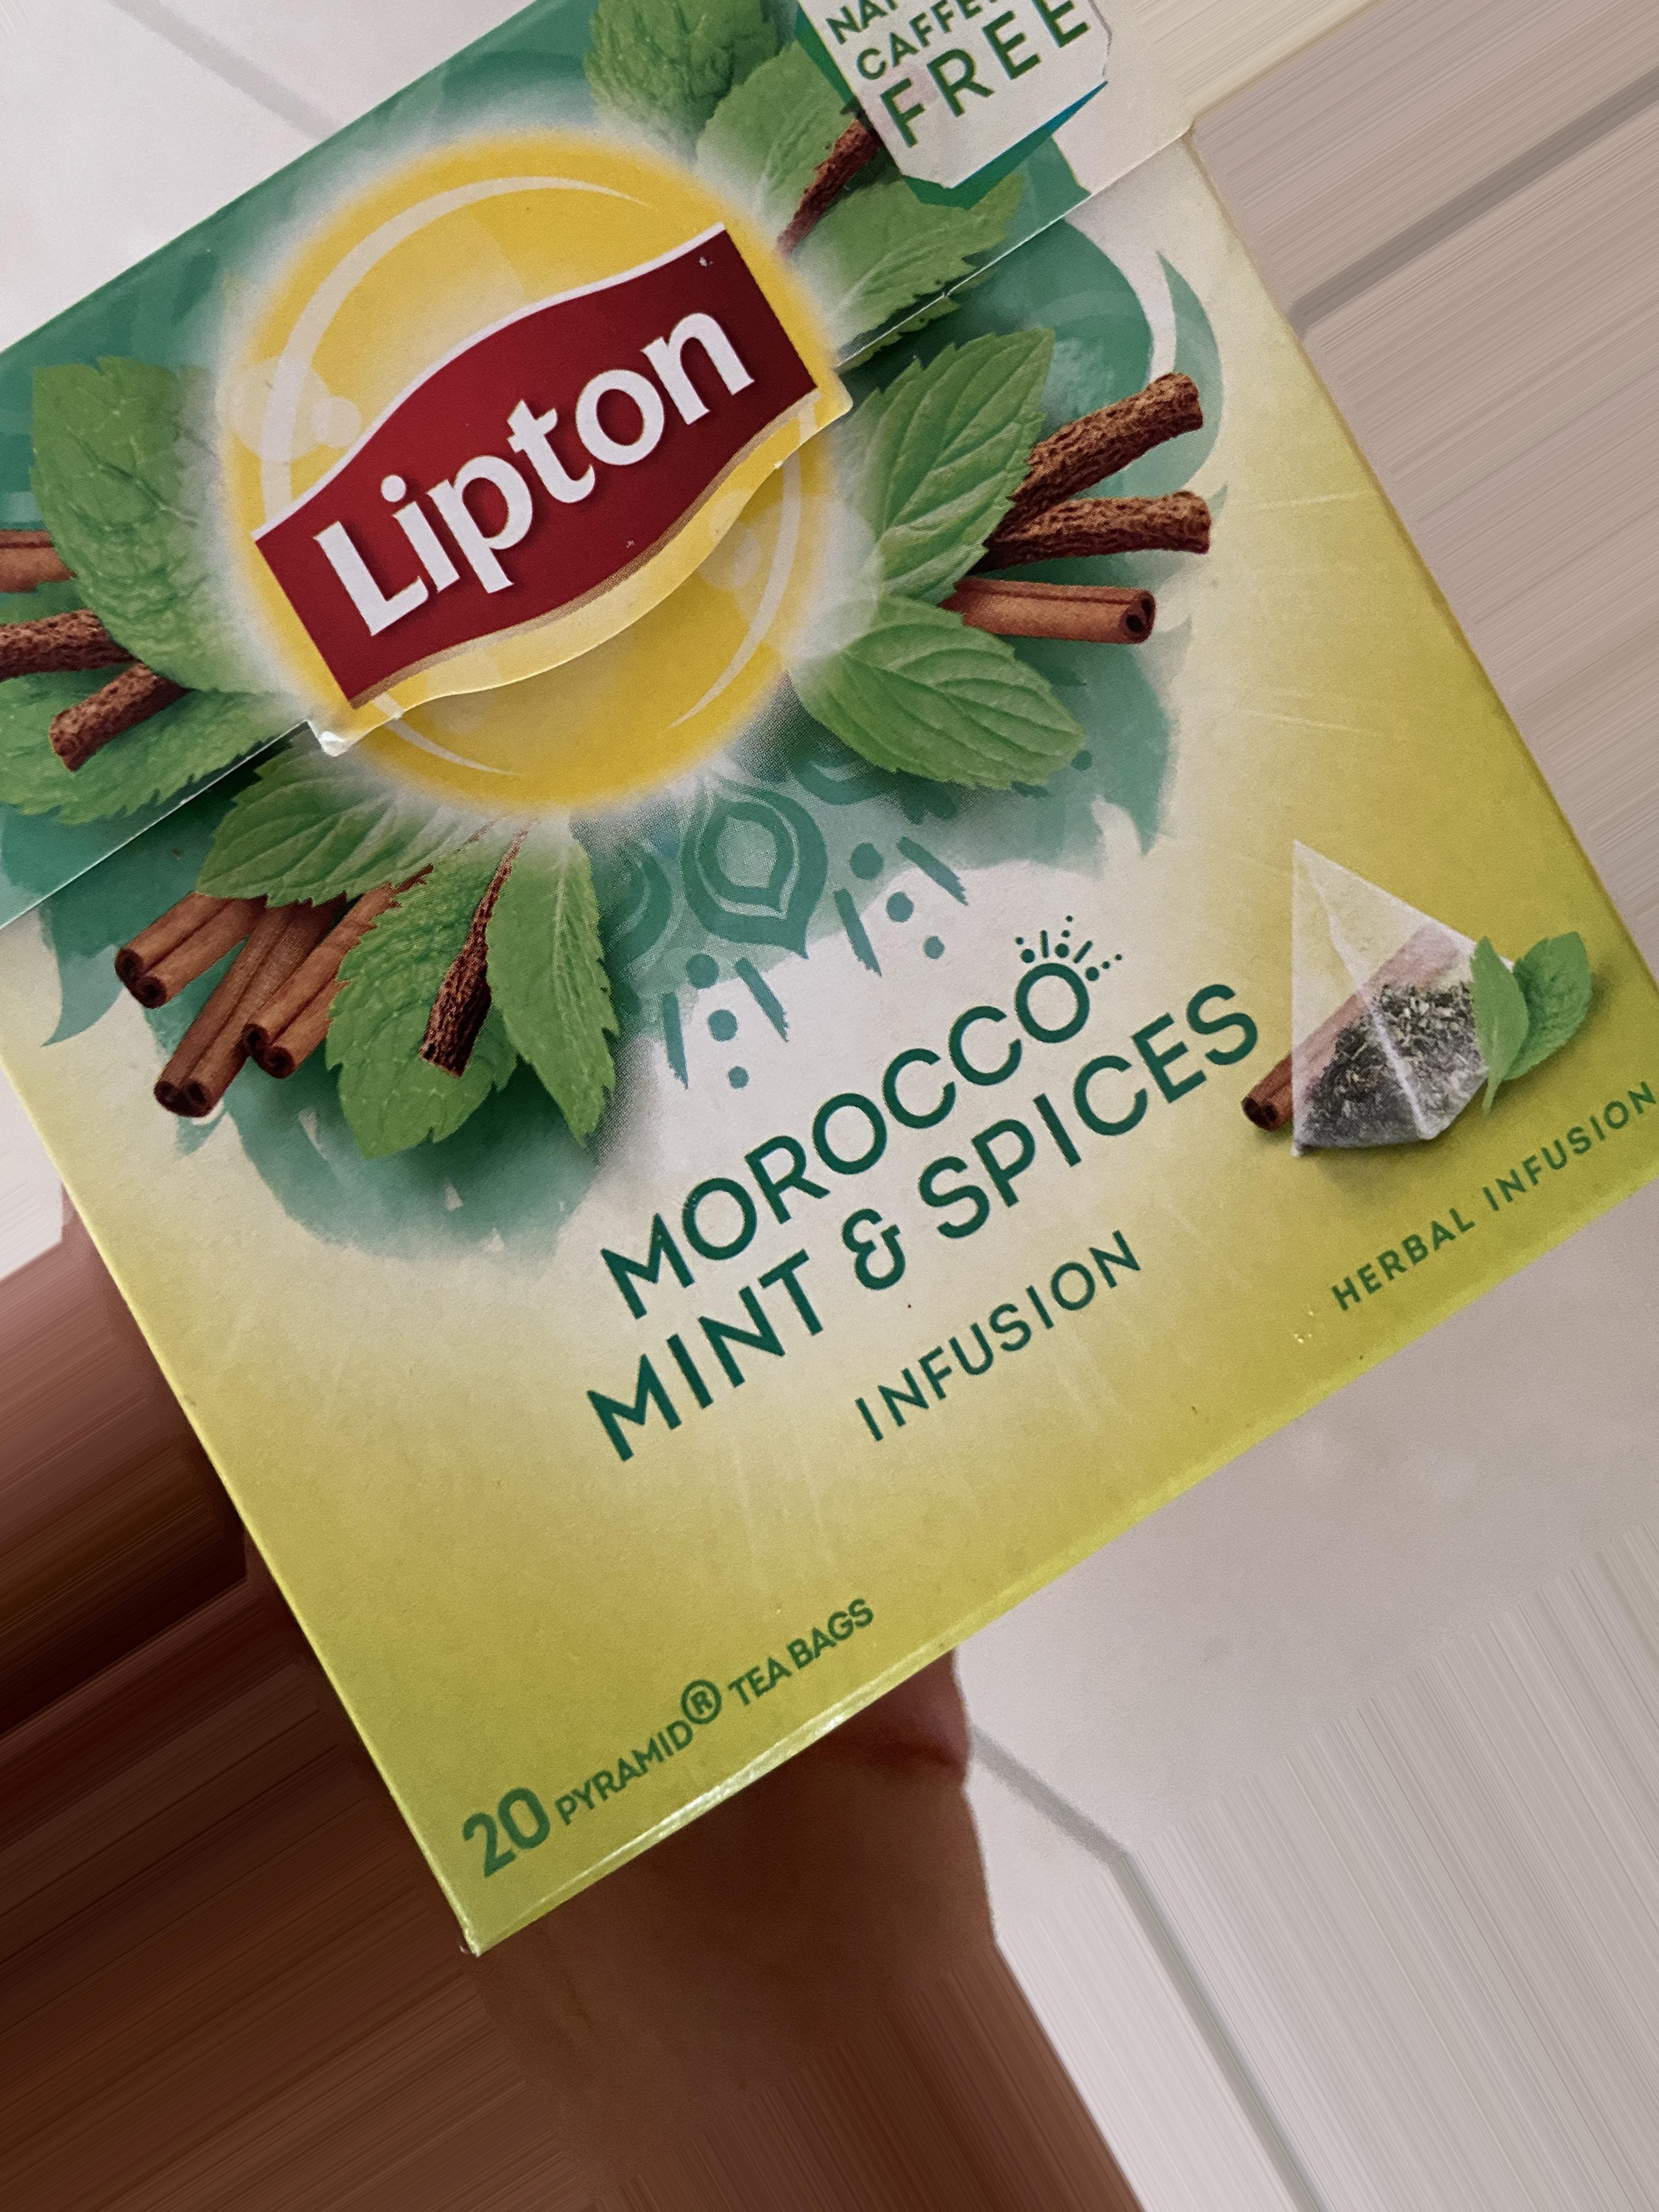 CAFFE
FREE
Lipton
MOROCCO
MINT & SPICES
INFUSION
HERBAL INFUSION
20 PYRAMID® TEA BAGS